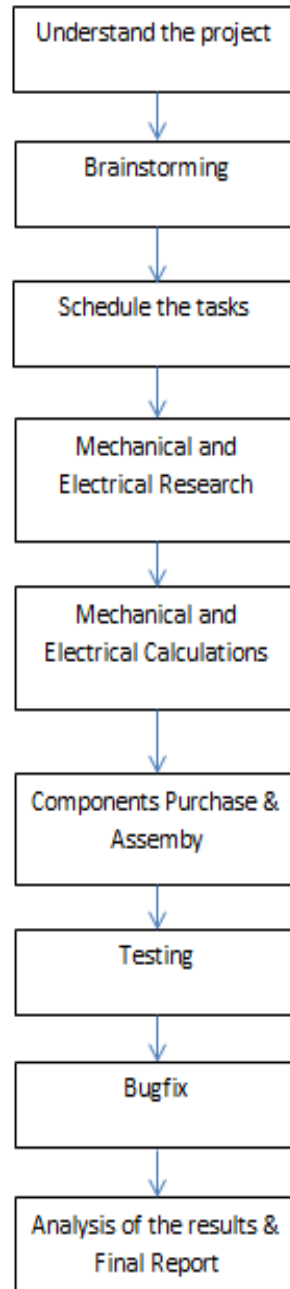 Understand the project
Brainstorming
Schedule the tasks
Mechanical and
Electrical Research
Mechanical and
Electrical Calculations
Components Purchase &
Assemby
Testing
Bugfix
Analysis of the results &
Final Report